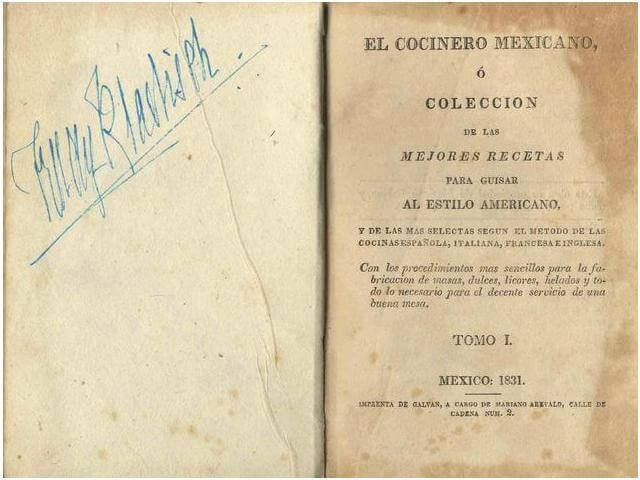 EL COCINERO MEXICANO,
ó
COLECCION
DE LAS
MEJORES RECETAS
PARA GUISAR
AL ESTILO AMERICANO,
Y DE LAS MAS SELECTAS SEGUN EL METODO DE LAS
COCINAS ESPAÑOLA, ITALIANA, FRANCESA E INGLESA.
Con los procedimientos mas sencillos para la fa-
bricacion de masas, dulces, licores, helados y to-
do lo necesario para el decente servicio de una
buena mesa.
TOMO I.
MEXICO: 1831.
IMPRENTA DE GALVAN, A CARGO DE MARIANO AREVALO, CALLE DE
CADENA NUM. 2.